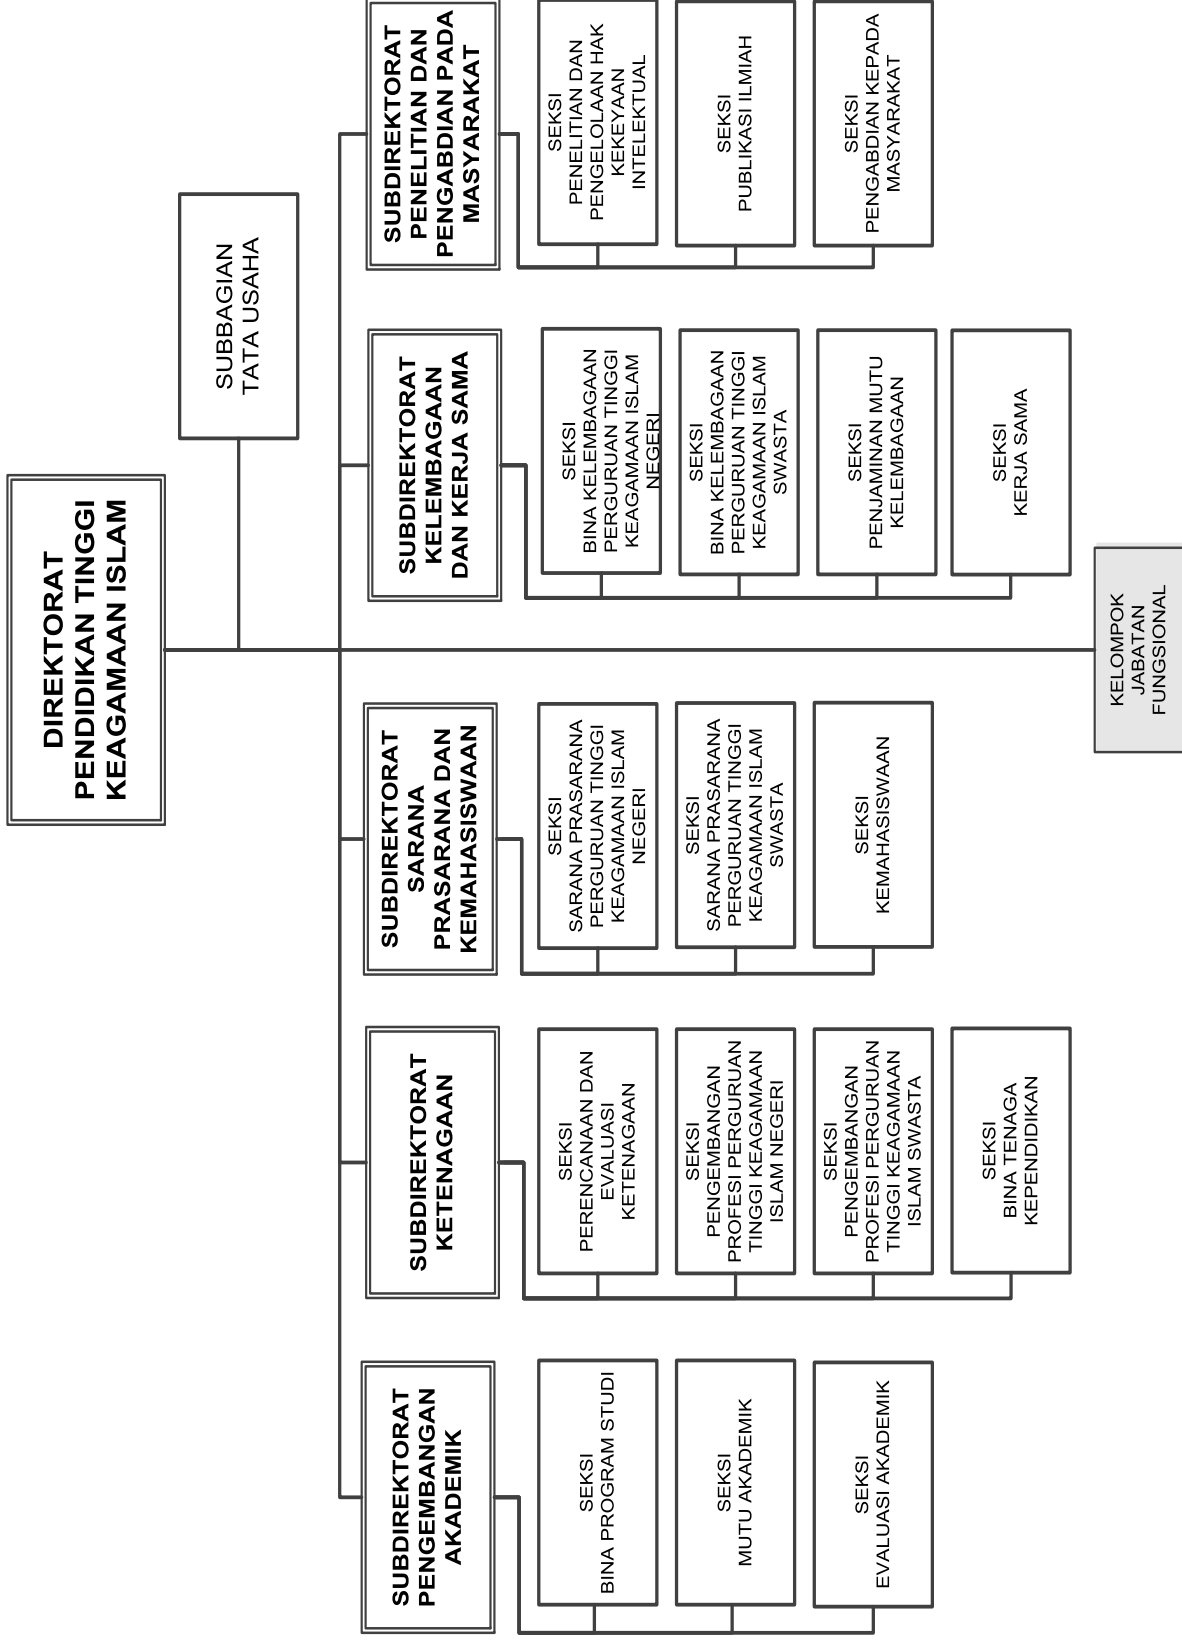 DIREKTORAT
PENDIDIKAN TINGGI
KEAGAMAAN ISLAM
SUBBAGIAN
TATA USAHA
SUBDIREKTORAT
PENGEMBANGAN
AKADEMIK
SEKSI
BINA PROGRAM STUDI
SEKSI
MUTU AKADEMIK
SEKSI
EVALUASI AKADEMIK
SUBDIREKTORAT
KETENAGAAN
SEKSI
PERENCANAAN DAN
EVALUASI
KETENAGAAN
SEKSI
PENGEMBANGAN
PROFESI PERGURUAN
TINGGI KEAGAMAAN
ISLAM NEGERI
SEKSI
PENGEMBANGAN
PROFESI PERGURUAN
TINGGI KEAGAMAAN
ISLAM SWASTA
SEKSI
BINA TENAGA
KEPENDIDIKAN
SUBDIREKTORAT
SARANA
PRASARANA DAN
KEMAHASISWAAN
SEKSI
SARANA PRASARANA
PERGURUAN TINGGI
KEAGAMAAN ISLAM
NEGERI
SEKSI
SARANA PRASARANA
PERGURUAN TINGGI
KEAGAMAAN ISLAM
SWASTA
SEKSI
KEMAHASISWAAN
SUBDIREKTORAT
KELEMBAGAAN
DAN KERJA SAMA
SEKSI
BINA KELEMBAGAAN
PERGURUAN TINGGI
KEAGAMAAN ISLAM
NEGERI
SEKSI
BINA KELEMBAGAAN
PERGURUAN TINGGI
KEAGAMAAN ISLAM
SWASTA
SEKSI
PENJAMINAN MUTU
KELEMBAGAAN
SEKSI
KERJA SAMA
SUBDIREKTORAT
PENELITIAN DAN
PENGABDIAN PADA
MASYARAKAT
SEKSI
PENELITIAN DAN
PENGELOLAAN HAK
KEKEYAAN
INTELEKTUAL
SEKSI
PUBLIKASI ILMIAH
SEKSI
PENGABDIAN KEPADA
MASYARAKAT
KELOMPOK
JABATAN
FUNGSIONAL